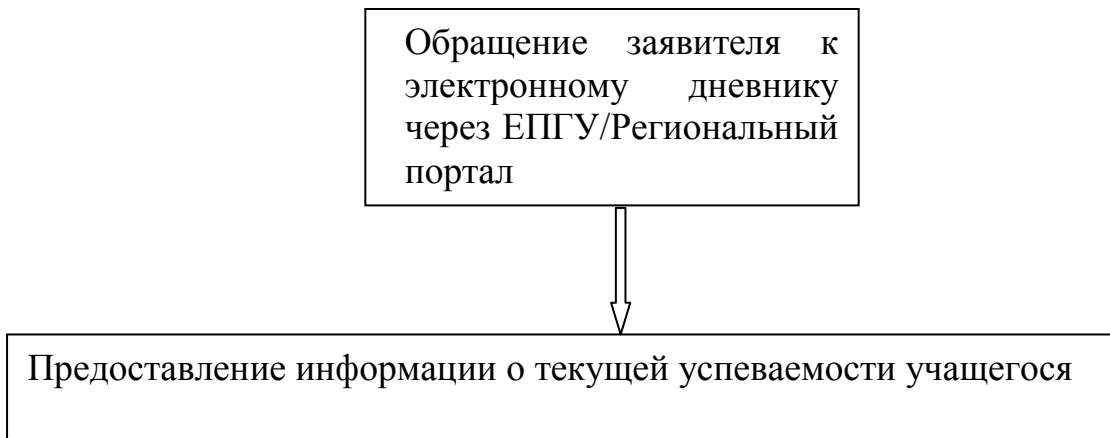 Обращение заявителя к
электронному дневнику
через ЕПГУ/Региональный
портал
Предоставление информации о текущей успеваемости учащегося